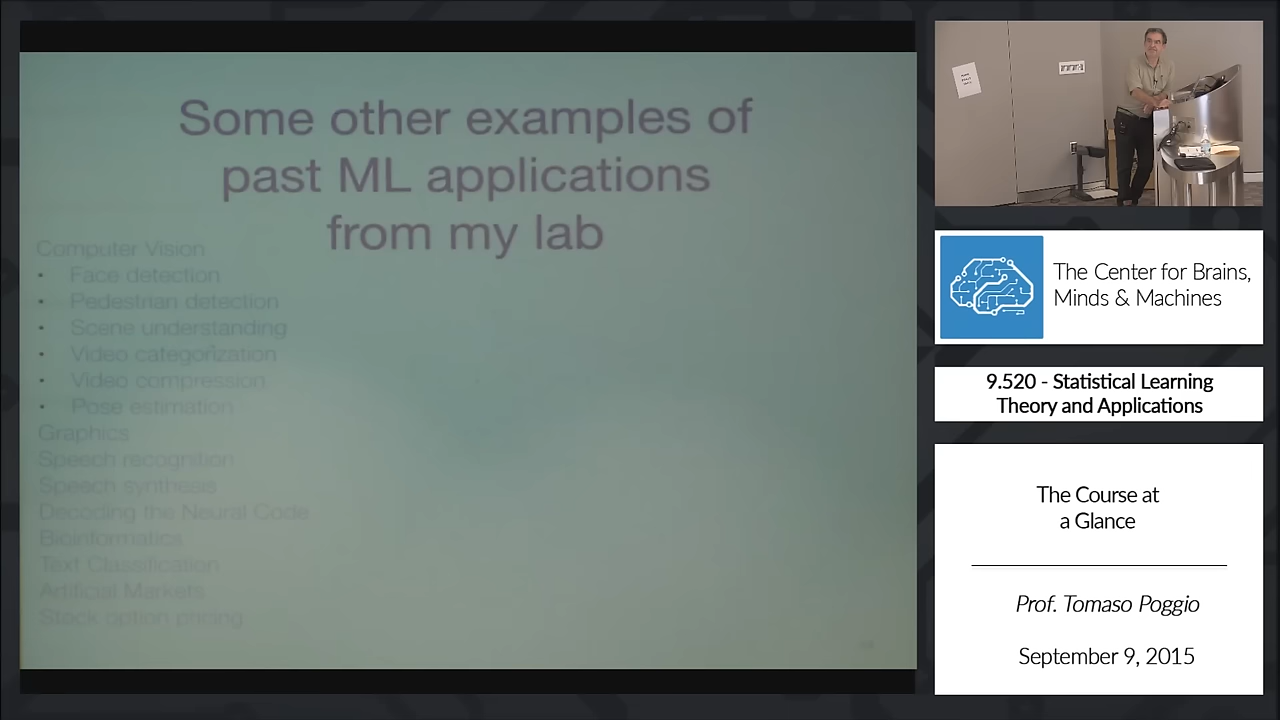 Some other examples of
past ML applications
from my lab
Computer Vision
• Face detection
• Pedestrian detection
• Scene understanding
• Video categorization
• Video compression
• Pose estimation
Graphics
Speech recognition
Speech synthesis
Decoding the Neural Code
Bioinformatics
Text Classification
Artificial Markets
Stock option pricing
The Center for Brains,
Minds & Machines
9.520 - Statistical Learning
Theory and Applications
The Course at
a Glance
Prof. Tomaso Poggio
September 9, 2015